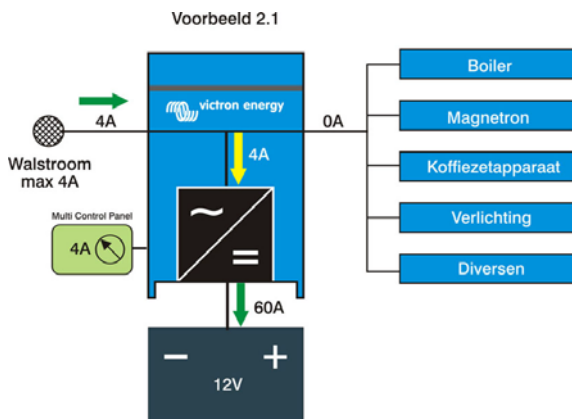 Voorbeeld 2.1
victron energy
4A
0A
Walstroom
max 4A
4A
Multi Control Panel
4A
60A
12V
Boiler
Magnetron
Koffiezetapparaat
Verlichting
Diversen